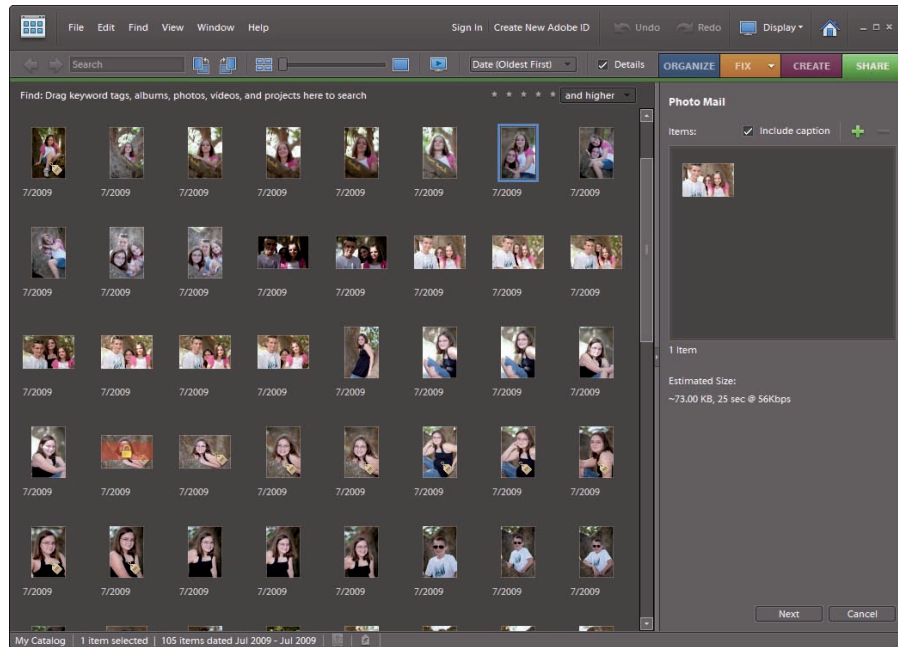 File Edit Find View Window Help Sign In Create New Adobe ID Undo Redo Display
Search Date (Oldest First) Details ORGANIZE FIX CREATE SHARE
Find: Drag keyword tags, albums, photos, videos, and projects here to search and higher
Photo Mail
Items: Include caption
7/2009 7/2009 7/2009 7/2009 7/2009 7/2009 7/2009 7/2009
7/2009 7/2009 7/2009 7/2009 7/2009 7/2009 7/2009 7/2009
7/2009 7/2009 7/2009 7/2009 7/2009 7/2009 7/2009 7/2009
7/2009 7/2009 7/2009 7/2009 7/2009 7/2009 7/2009 7/2009
7/2009 7/2009 7/2009 7/2009 7/2009 7/2009 7/2009 7/2009
1 Item
Estimated Size:
~73.00 KB, 25 sec @ 56Kbps
Next Cancel
My Catalog 1 item selected 105 items dated Jul 2009 - Jul 2009